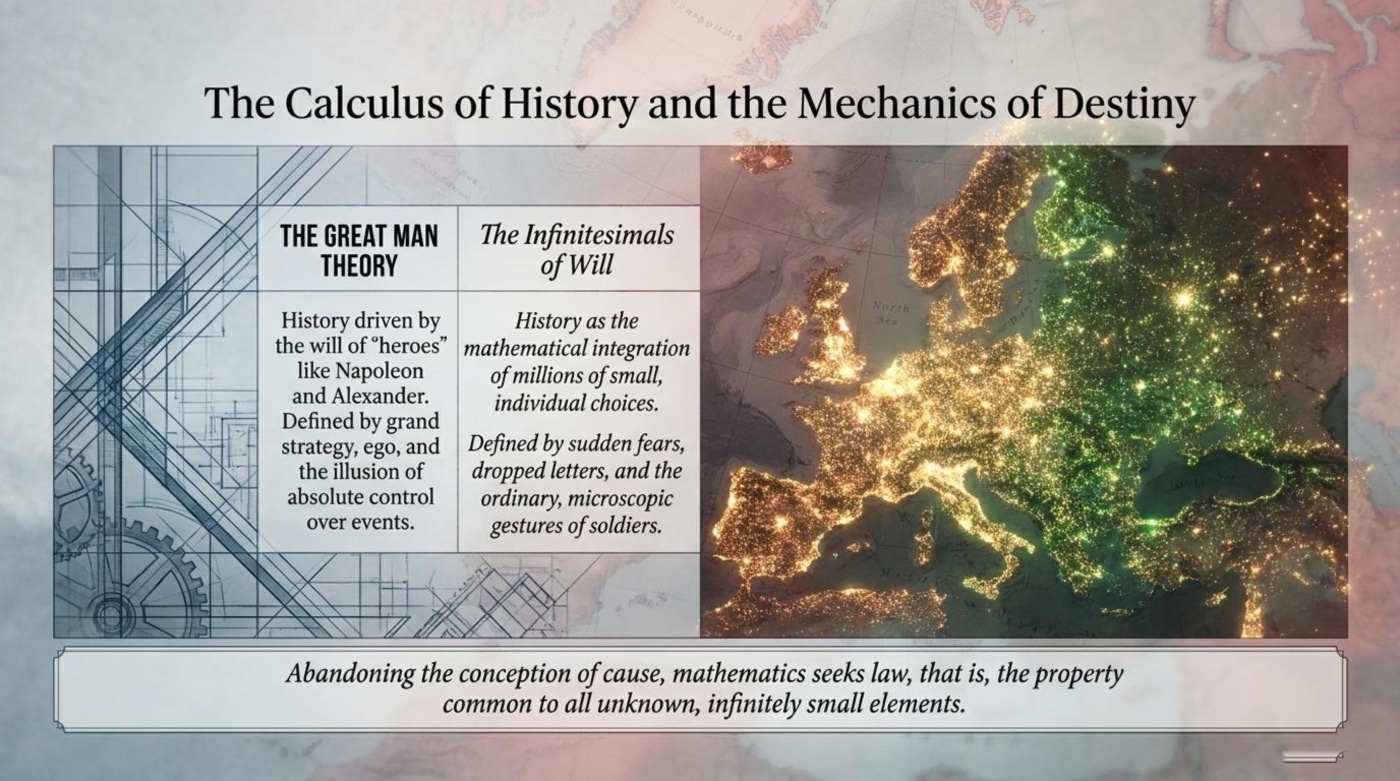 The Calculus of History and the Mechanics of Destiny
THE GREAT MAN
THEORY
History driven by
the will of “heroes”
like Napoleon
and Alexander.
Defined by grand
strategy, ego, and
the illusion of
absolute control
over events.
The Infinitesimals
of Will
History as the
mathematical integration
of millions of small,
individual choices.
Defined by sudden fears,
dropped letters, and the
ordinary, microscopic
gestures of soldiers.
North
Sea
Abandoning the conception of cause, mathematics seeks law, that is, the property
common to all unknown, infinitely small elements.